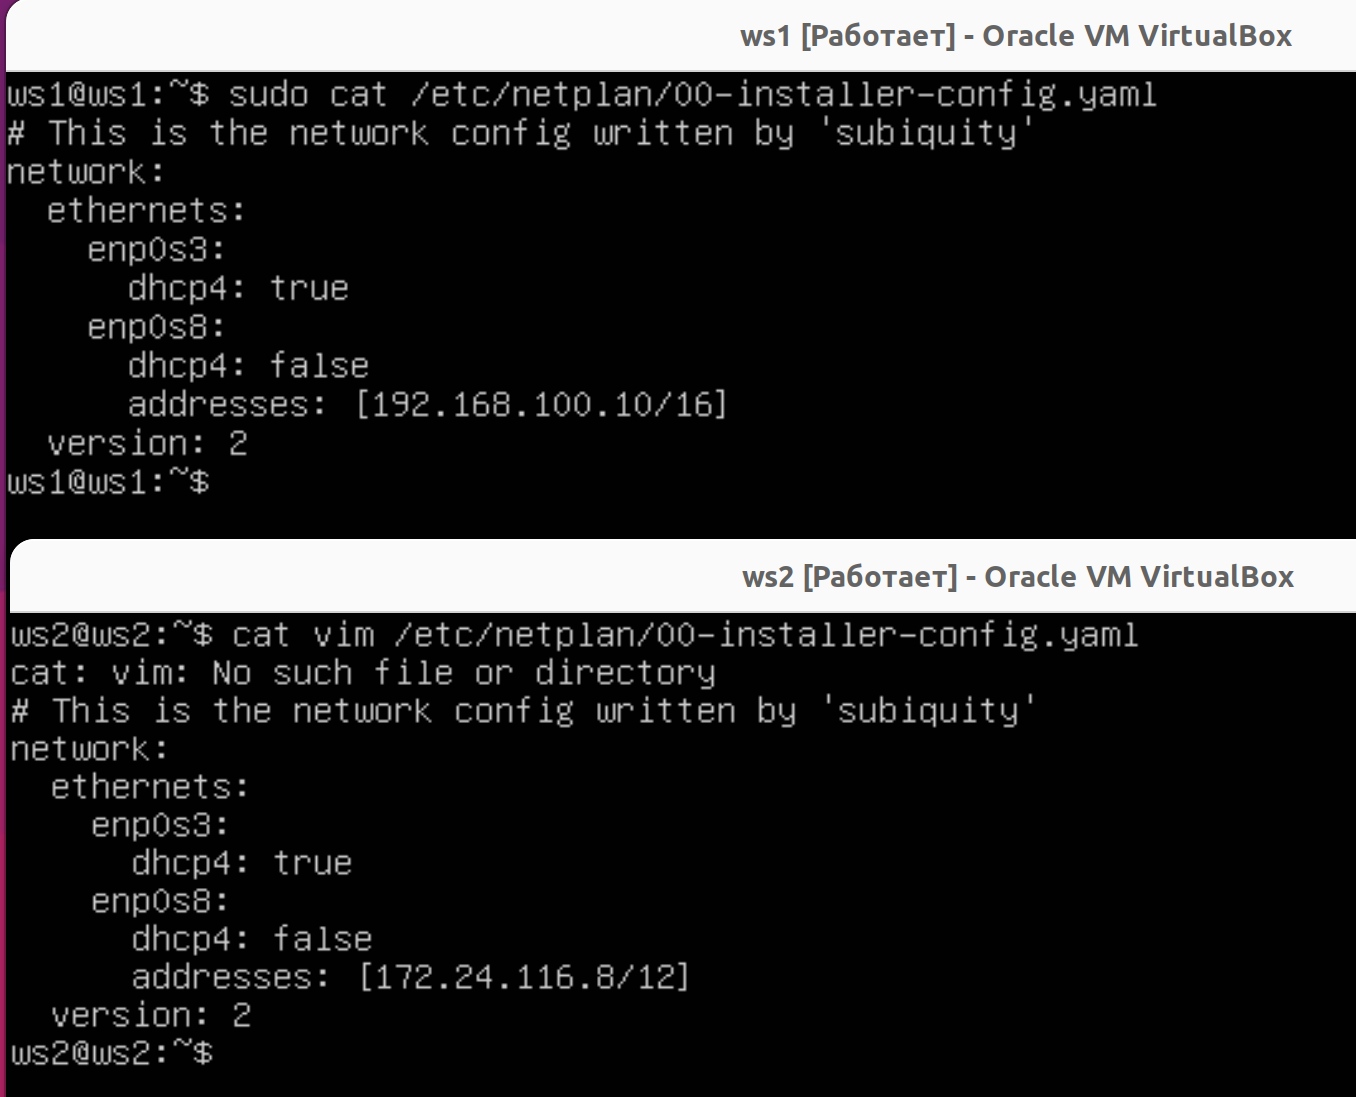 ws1 [Работает] - Oracle VM VirtualBox
ws1@ws1:~$ sudo cat /etc/netplan/00-installer-config.yaml
# This is the network config written by 'subiquity'
network:
  ethernets:
    enp0s3:
      dhcp4: true
    enp0s8:
      dhcp4: false
      addresses: [192.168.100.10/16]
  version: 2
ws1@ws1:~$
ws2 [Работает] - Oracle VM VirtualBox
ws2@ws2:~$ cat vim /etc/netplan/00-installer-config.yaml
cat: vim: No such file or directory
# This is the network config written by 'subiquity'
network:
  ethernets:
    enp0s3:
      dhcp4: true
    enp0s8:
      dhcp4: false
      addresses: [172.24.116.8/12]
  version: 2
ws2@ws2:~$